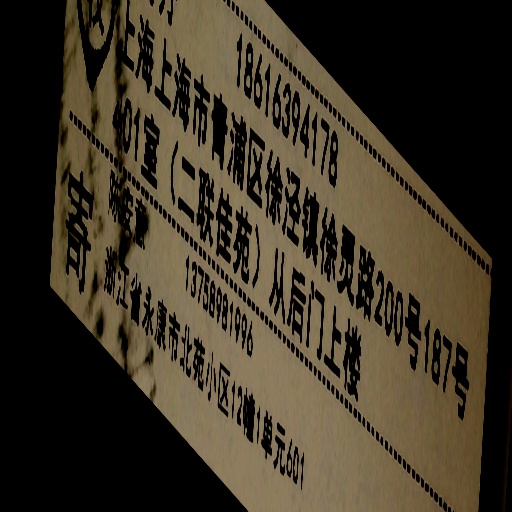 18616394178
上海上海市青浦区徐泾镇徐灵路200号187号
401室（二联佳苑）从后门上楼
寄
13758981996
浙江省永康市北苑小区12幢1单元601